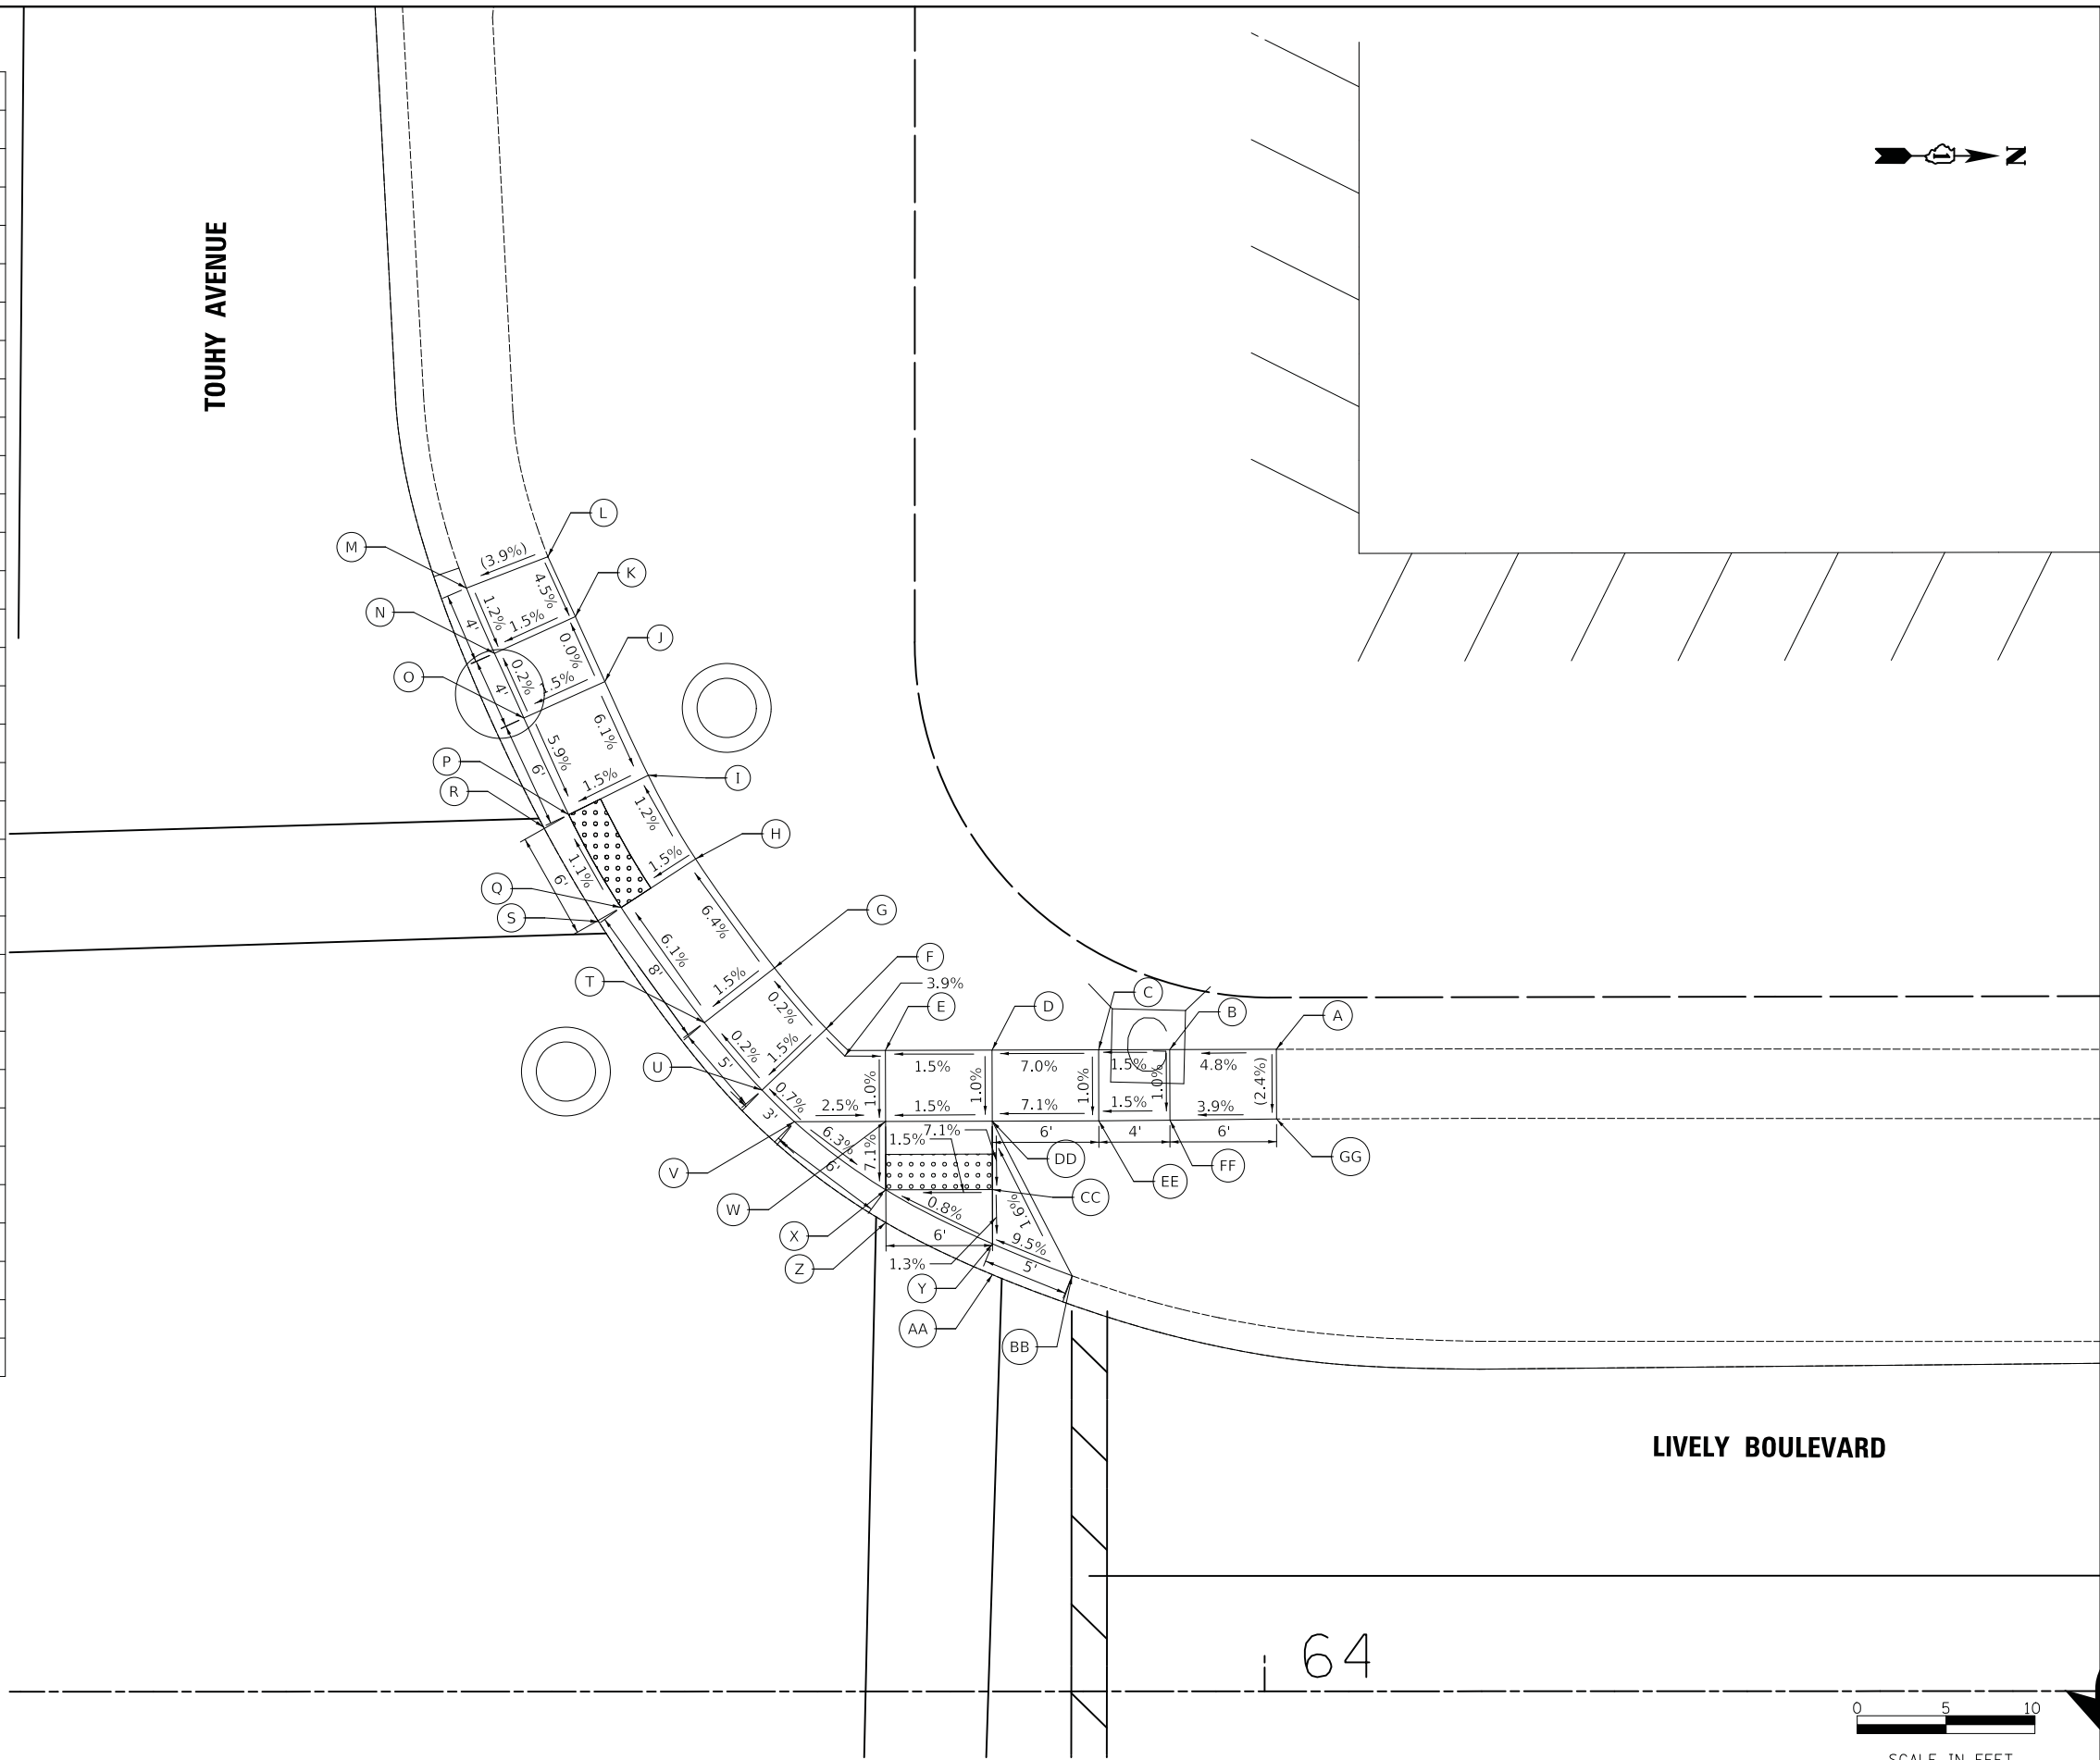 N
TOUHY AVENUE
L
M
(3.9%)
K
4.5%
1.2%
1.5%
N
4'
J
0.0%
O
0.2%
1.5%
4'
6.1%
5.9%
P
6'
1.5%
I
R
1.2%
H
1.5%
1.1%
6'
Q
S
G
6.4%
6.1%
F
8'
1.5%
T
3.9%
C
0.2%
E
D
B
A
0.2%
1.5%
5'
U
1.5%
7.0%
1.5%
4.8%
(2.4%)
1.0%
1.0%
1.0%
1.0%
0.7%
2.5%
1.5%
7.1%
1.5%
3.9%
3'
6.3%
7.1%
1.5%
7.1%
6'
4'
6'
6'
DD
FF
GG
V
EE
CC
W
0.8%
1.6%
X
6'
9.5%
Z
1.3%
5'
Y
AA
BB
LIVELY BOULEVARD
64
0 5 10
SCALE IN FEET